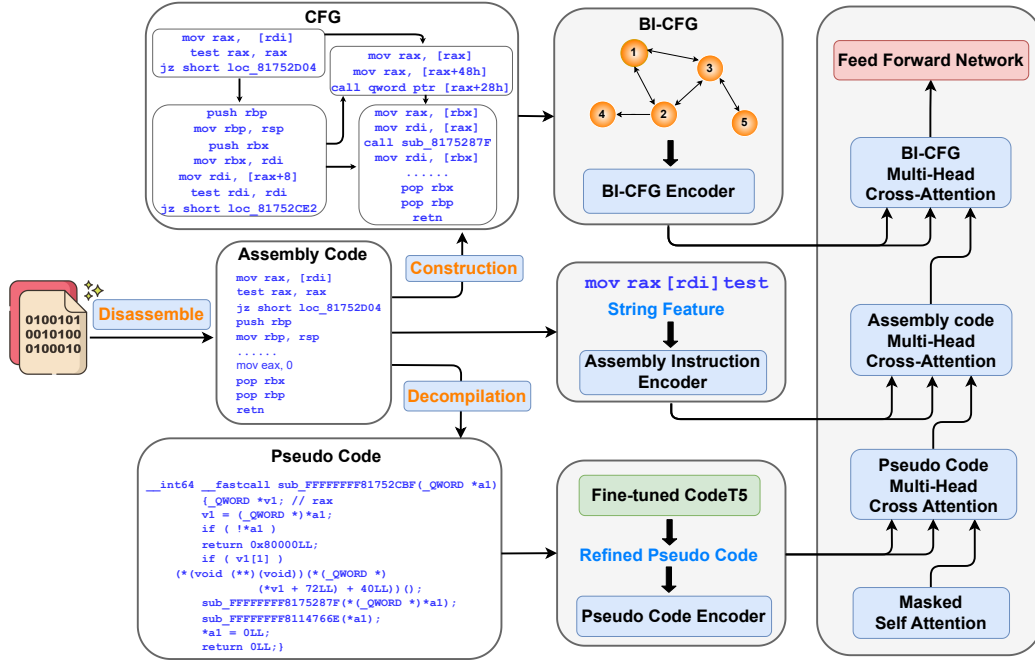 CFG
mov rax, [rdi]
test rax, rax
jz short loc_81752D04
push rbp
mov rbp, rsp
push rbx
mov rbx, rdi
mov rdi, [rax+8]
test rdi, rdi
jz short loc_81752CE2
mov rax, [rax]
mov rax, [rax+48h]
call qword ptr [rax+28h]
mov rax, [rbx]
mov rdi, [rax]
call sub_8175287F
mov rdi, [rbx]
......
pop rbx
pop rbp
retn
BI-CFG
1
3
4
2
5
BI-CFG Encoder
0100101
0010100
0100010
Disassemble
Assembly Code
mov rax, [rdi]
test rax, rax
jz short loc_81752D04
push rbp
mov rbp, rsp
......
mov eax, 0
pop rbx
pop rbp
retn
Construction
Decompilation
mov rax [rdi] test
String Feature
Assembly Instruction
Encoder
Pseudo Code
__int64 __fastcall sub_FFFFFFFF81752CBF(_QWORD *a1)
{_QWORD *v1; // rax
v1 = (_QWORD *)*a1;
if ( !*a1 )
return 0x80000LL;
if ( v1[1] )
(*(void (**)(void))(*(_QWORD *)
(*v1 + 72LL) + 40LL))();
sub_FFFFFFFF8175287F(*(_QWORD *)*a1);
sub_FFFFFFFF8114766E(*a1);
*a1 = 0LL;
return 0LL;}
Fine-tuned CodeT5
Refined Pseudo Code
Pseudo Code Encoder
Feed Forward Network
BI-CFG
Multi-Head
Cross-Attention
Assembly code
Multi-Head
Cross-Attention
Pseudo Code
Multi-Head
Cross Attention
Masked
Self Attention